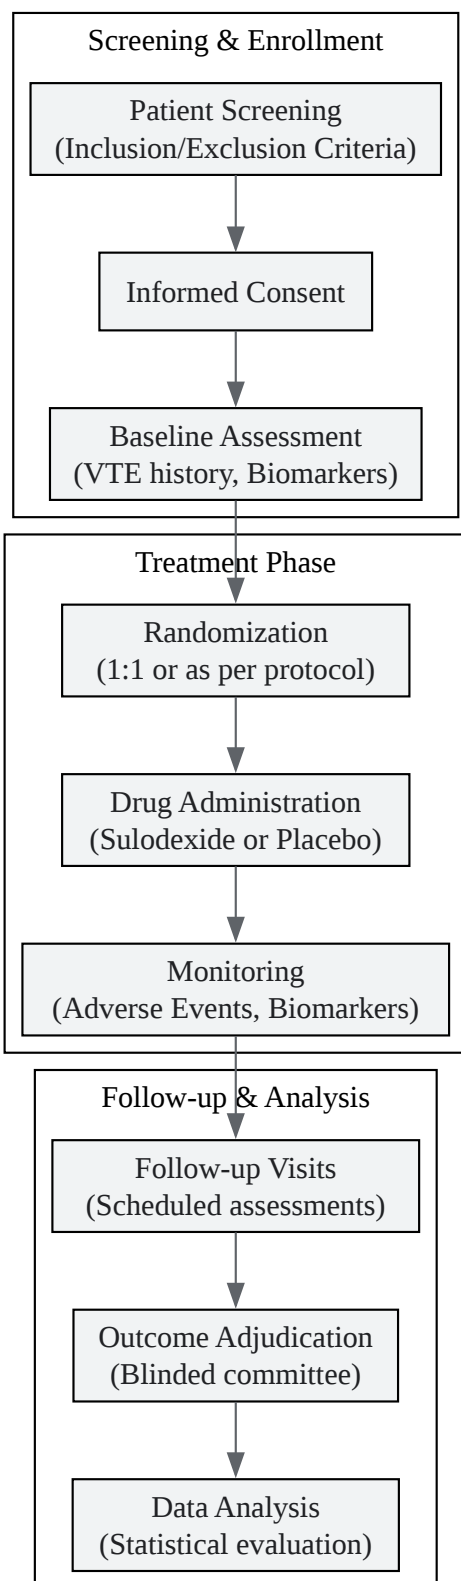 Screening & Enrollment
Patient Screening
(Inclusion/Exclusion Criteria)
Informed Consent
Baseline Assessment
(VTE history, Biomarkers)
Treatment Phase
Randomization
(1:1 or as per protocol)
Drug Administration
(Sulodexide or Placebo)
Monitoring
(Adverse Events, Biomarkers)
Follow-up & Analysis
Follow-up Visits
(Scheduled assessments)
Outcome Adjudication
(Blinded committee)
Data Analysis
(Statistical evaluation)